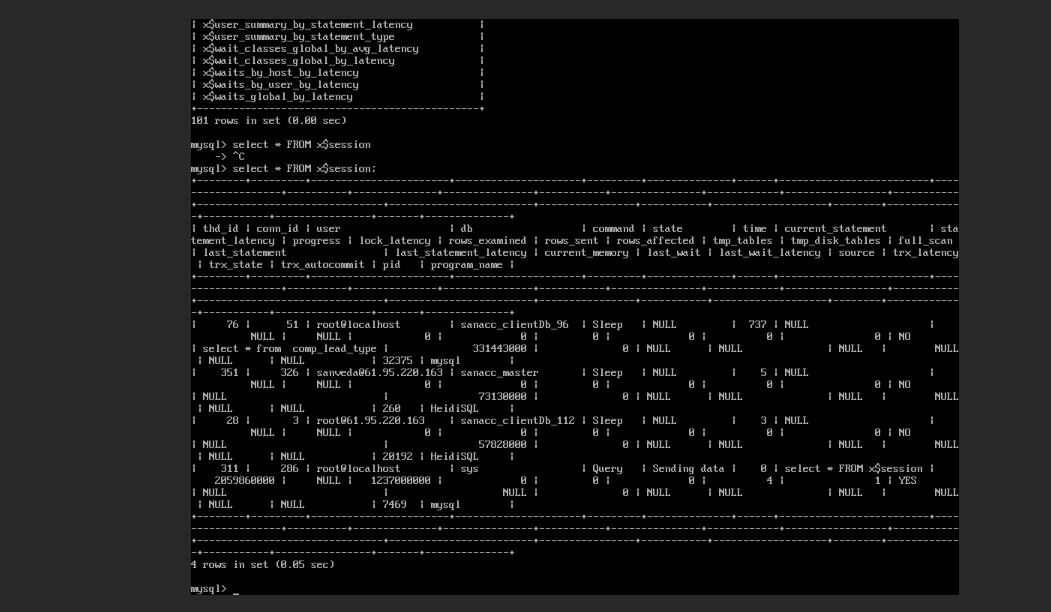 | x$user_summary_by_statement_latency           |
| x$user_summary_by_statement_type              |
| x$wait_classes_global_by_avg_latency          |
| x$wait_classes_global_by_latency              |
| x$waits_by_host_by_latency                    |
| x$waits_by_user_by_latency                    |
| x$waits_global_by_latency                     |
+-----------------------------------------------+
101 rows in set (0.00 sec)
mysql> select * FROM x$session
    -> ^C
mysql> select * FROM x$session;
| thd_id | conn_id | user                  | db                  | command | state        | time | current_statement       | sta
tement_latency | progress | lock_latency | rows_examined | rows_sent | rows_affected | tmp_tables | tmp_disk_tables | full_scan
| last_statement                | last_statement_latency | current_memory | last_wait | last_wait_latency | source | trx_latency
 | trx_state | trx_autocommit | pid   | program_name |
|     76 |      51 | root@localhost        | sanacc_clientDb_96  | Sleep   | NULL         |  737 | NULL                    |
          NULL |     NULL |            0 |             0 |         0 |             0 |          0 |               0 | NO
| select * from  comp_lead_type |              331443000 |              0 | NULL      | NULL              | NULL   |        NULL
 | NULL      | NULL           | 32375 | mysql        |
|    351 |     326 | sanveda@61.95.220.163 | sanacc_master       | Sleep   | NULL         |    5 | NULL                    |
          NULL |     NULL |            0 |             0 |         0 |             0 |          0 |               0 | NO
| NULL                          |               73130000 |              0 | NULL      | NULL              | NULL   |        NULL
 | NULL      | NULL           | 260   | HeidiSQL     |
|     28 |       3 | root@61.95.220.163    | sanacc_clientDb_112 | Sleep   | NULL         |    3 | NULL                    |
          NULL |     NULL |            0 |             0 |         0 |             0 |          0 |               0 | NO
| NULL                          |               57828000 |              0 | NULL      | NULL              | NULL   |        NULL
 | NULL      | NULL           | 20192 | HeidiSQL     |
|    311 |     286 | root@localhost        | sys                 | Query   | Sending data |    0 | select * FROM x$session |
    2059860000 |     NULL |   1237000000 |             0 |         0 |             0 |          4 |               1 | YES
| NULL                          |                   NULL |              0 | NULL      | NULL              | NULL   |        NULL
 | NULL      | NULL           | 7469  | mysql        |
4 rows in set (0.05 sec)
mysql> _